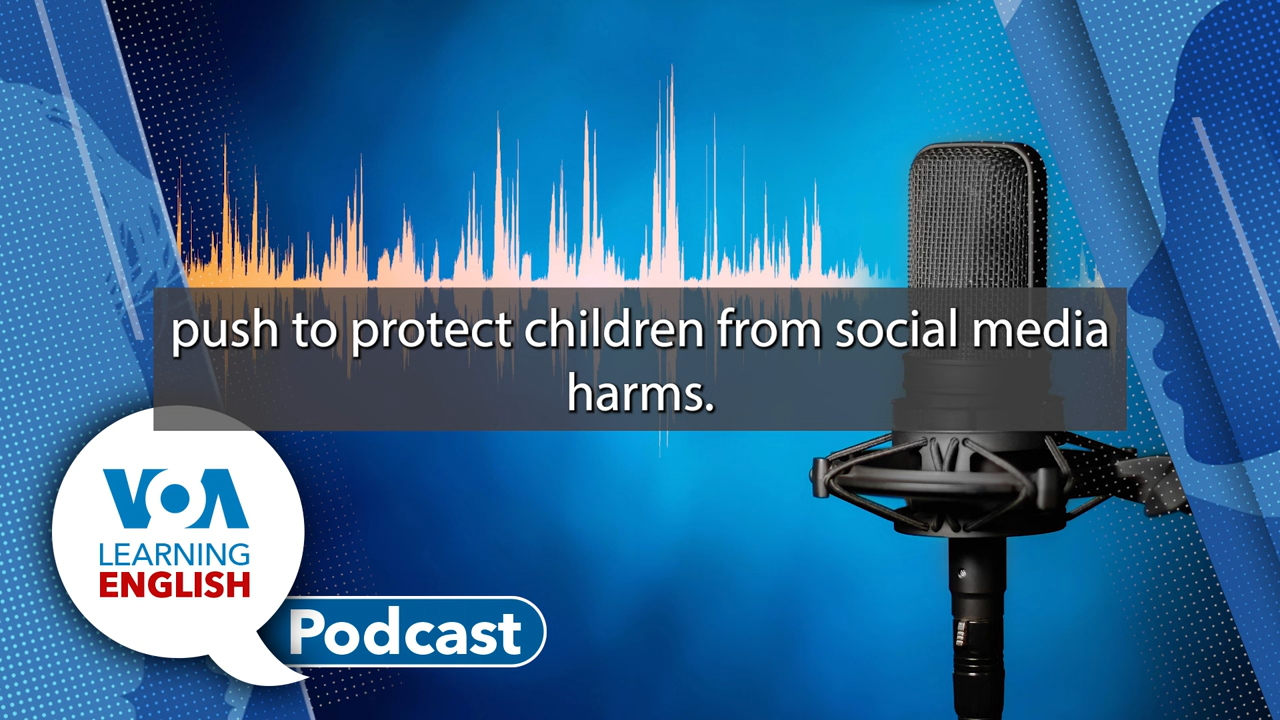 push to protect children from social media
harms.
VOA
LEARNING
ENGLISH
Podcast